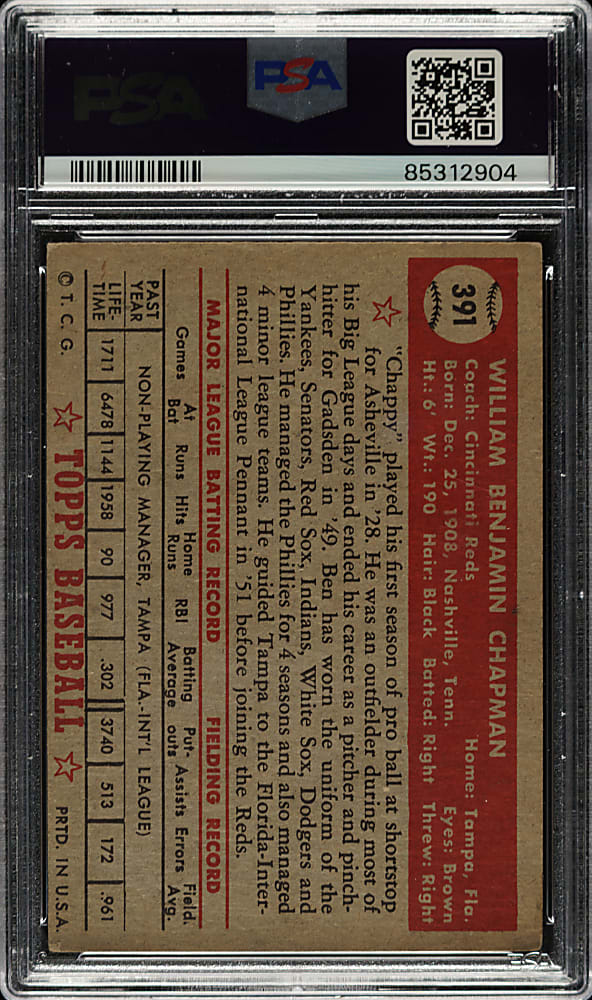 PSA
PSA
85312904
391
WILLIAM BENJAMIN CHAPMAN
Coach: Cincinnati Reds Home: Tampa, Fla.
Born: Dec. 25, 1908, Nashville, Tenn. Eyes: Brown
Ht.: 6' Wt.: 190 Hair: Black Batted: Right Threw: Right
"Chappy" played his first season of pro ball at shortstop
for Asheville in '28. He was an outfielder during most of
his Big League days and ended his career as a pitcher and pinch-
hitter for Gadsden in '49. Ben has worn the uniform of the
Yankees, Senators, Red Sox, Indians, White Sox, Dodgers and
Phillies. He managed the Phillies for 4 seasons and also managed
4 minor league teams. He guided Tampa to the Florida-Inter-
national League Pennant in '51 before joining the Reds.
MAJOR LEAGUE BATTING RECORD FIELDING RECORD
Games At Bat Runs Hits Home Runs RBI Batting Average Put-outs Assists Errors Field. Avg.
PAST YEAR NON-PLAYING MANAGER, TAMPA (FLA.-INT'L LEAGUE)
LIFE-TIME 1711 6478 1144 1958 90 977 .302 3740 513 172 .961
© T. C. G. TOPPS BASEBALL PRTD. IN U.S.A.
PSA